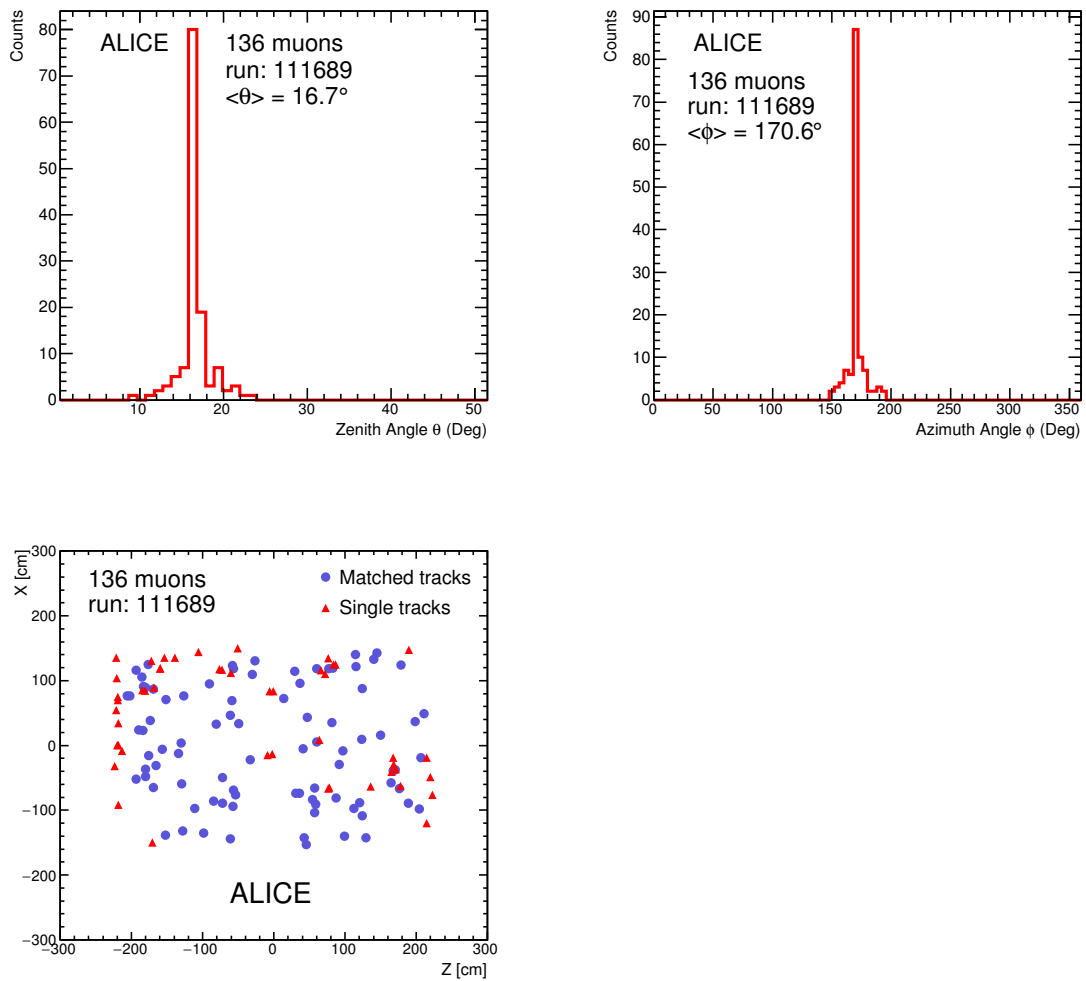 Counts
80
70
60
50
40
30
20
10
0
ALICE
136 muons
run: 111689
<θ> = 16.7°
10 20 30 40 50
Zenith Angle θ (Deg)
Counts
90
80
70
60
50
40
30
20
10
0
ALICE
136 muons
run: 111689
<ϕ> = 170.6°
0 50 100 150 200 250 300 350
Azimuth Angle ϕ (Deg)
X [cm]
300
200
100
0
−100
−200
−300
136 muons
run: 111689
Matched tracks
Single tracks
ALICE
−300 −200 −100 0 100 200 300
Z [cm]